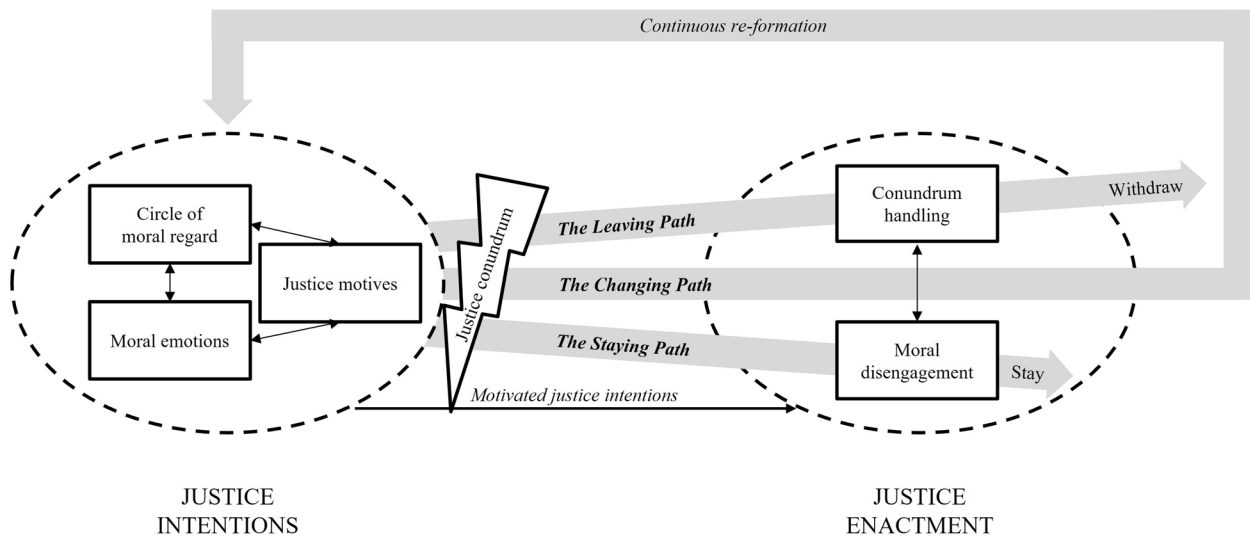 Continuous re-formation
Circle of
moral regard
Justice motives
Moral emotions
Justice conundrum
The Leaving Path
The Changing Path
The Staying Path
Motivated justice intentions
Conundrum
handling
Withdraw
Moral
disengagement
Stay
JUSTICE
INTENTIONS
JUSTICE
ENACTMENT